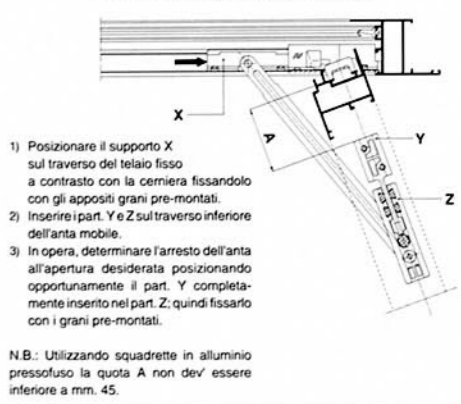 X
A
Y
Z
1) Posizionare il supporto X
sul traverso del telaio fisso
a contrasto con la cerniera fissandolo
con gli appositi grani pre-montati.
2) Inserire i part. Y e Z sul traverso inferiore
dell'anta mobile.
3) In opera, determinare l'arresto dell'anta
all'apertura desiderata posizionando
opportunamente il part. Y completa-
mente inserito nel part. Z; quindi fissarlo
con i grani pre-montati.
N.B.: Utilizzando squadrette in alluminio
pressofuso la quota A non dev' essere
inferiore a mm. 45.